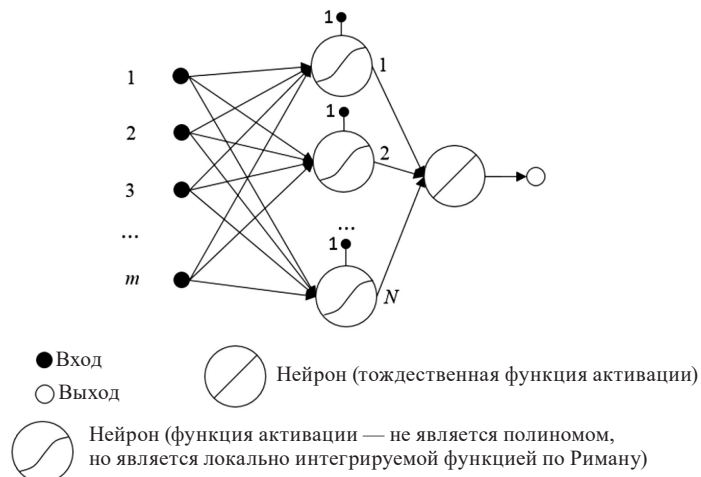 1
1
1
2
1
2
3
...
...
1
m
N
Вход
Выход
Нейрон (тождественная функция активации)
Нейрон (функция активации — не является полиномом,
но является локально интегрируемой функцией по Риману)